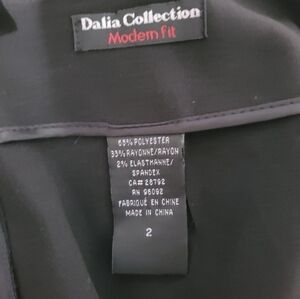 Dalia Collection
Modern fit
65% POLYESTER
33% RAYONNE/RAYON
2% ELASTHANNE/
SPANDEX
CA# 28792
RN 96092
FABRIQUÉ EN CHINE
MADE IN CHINA
2